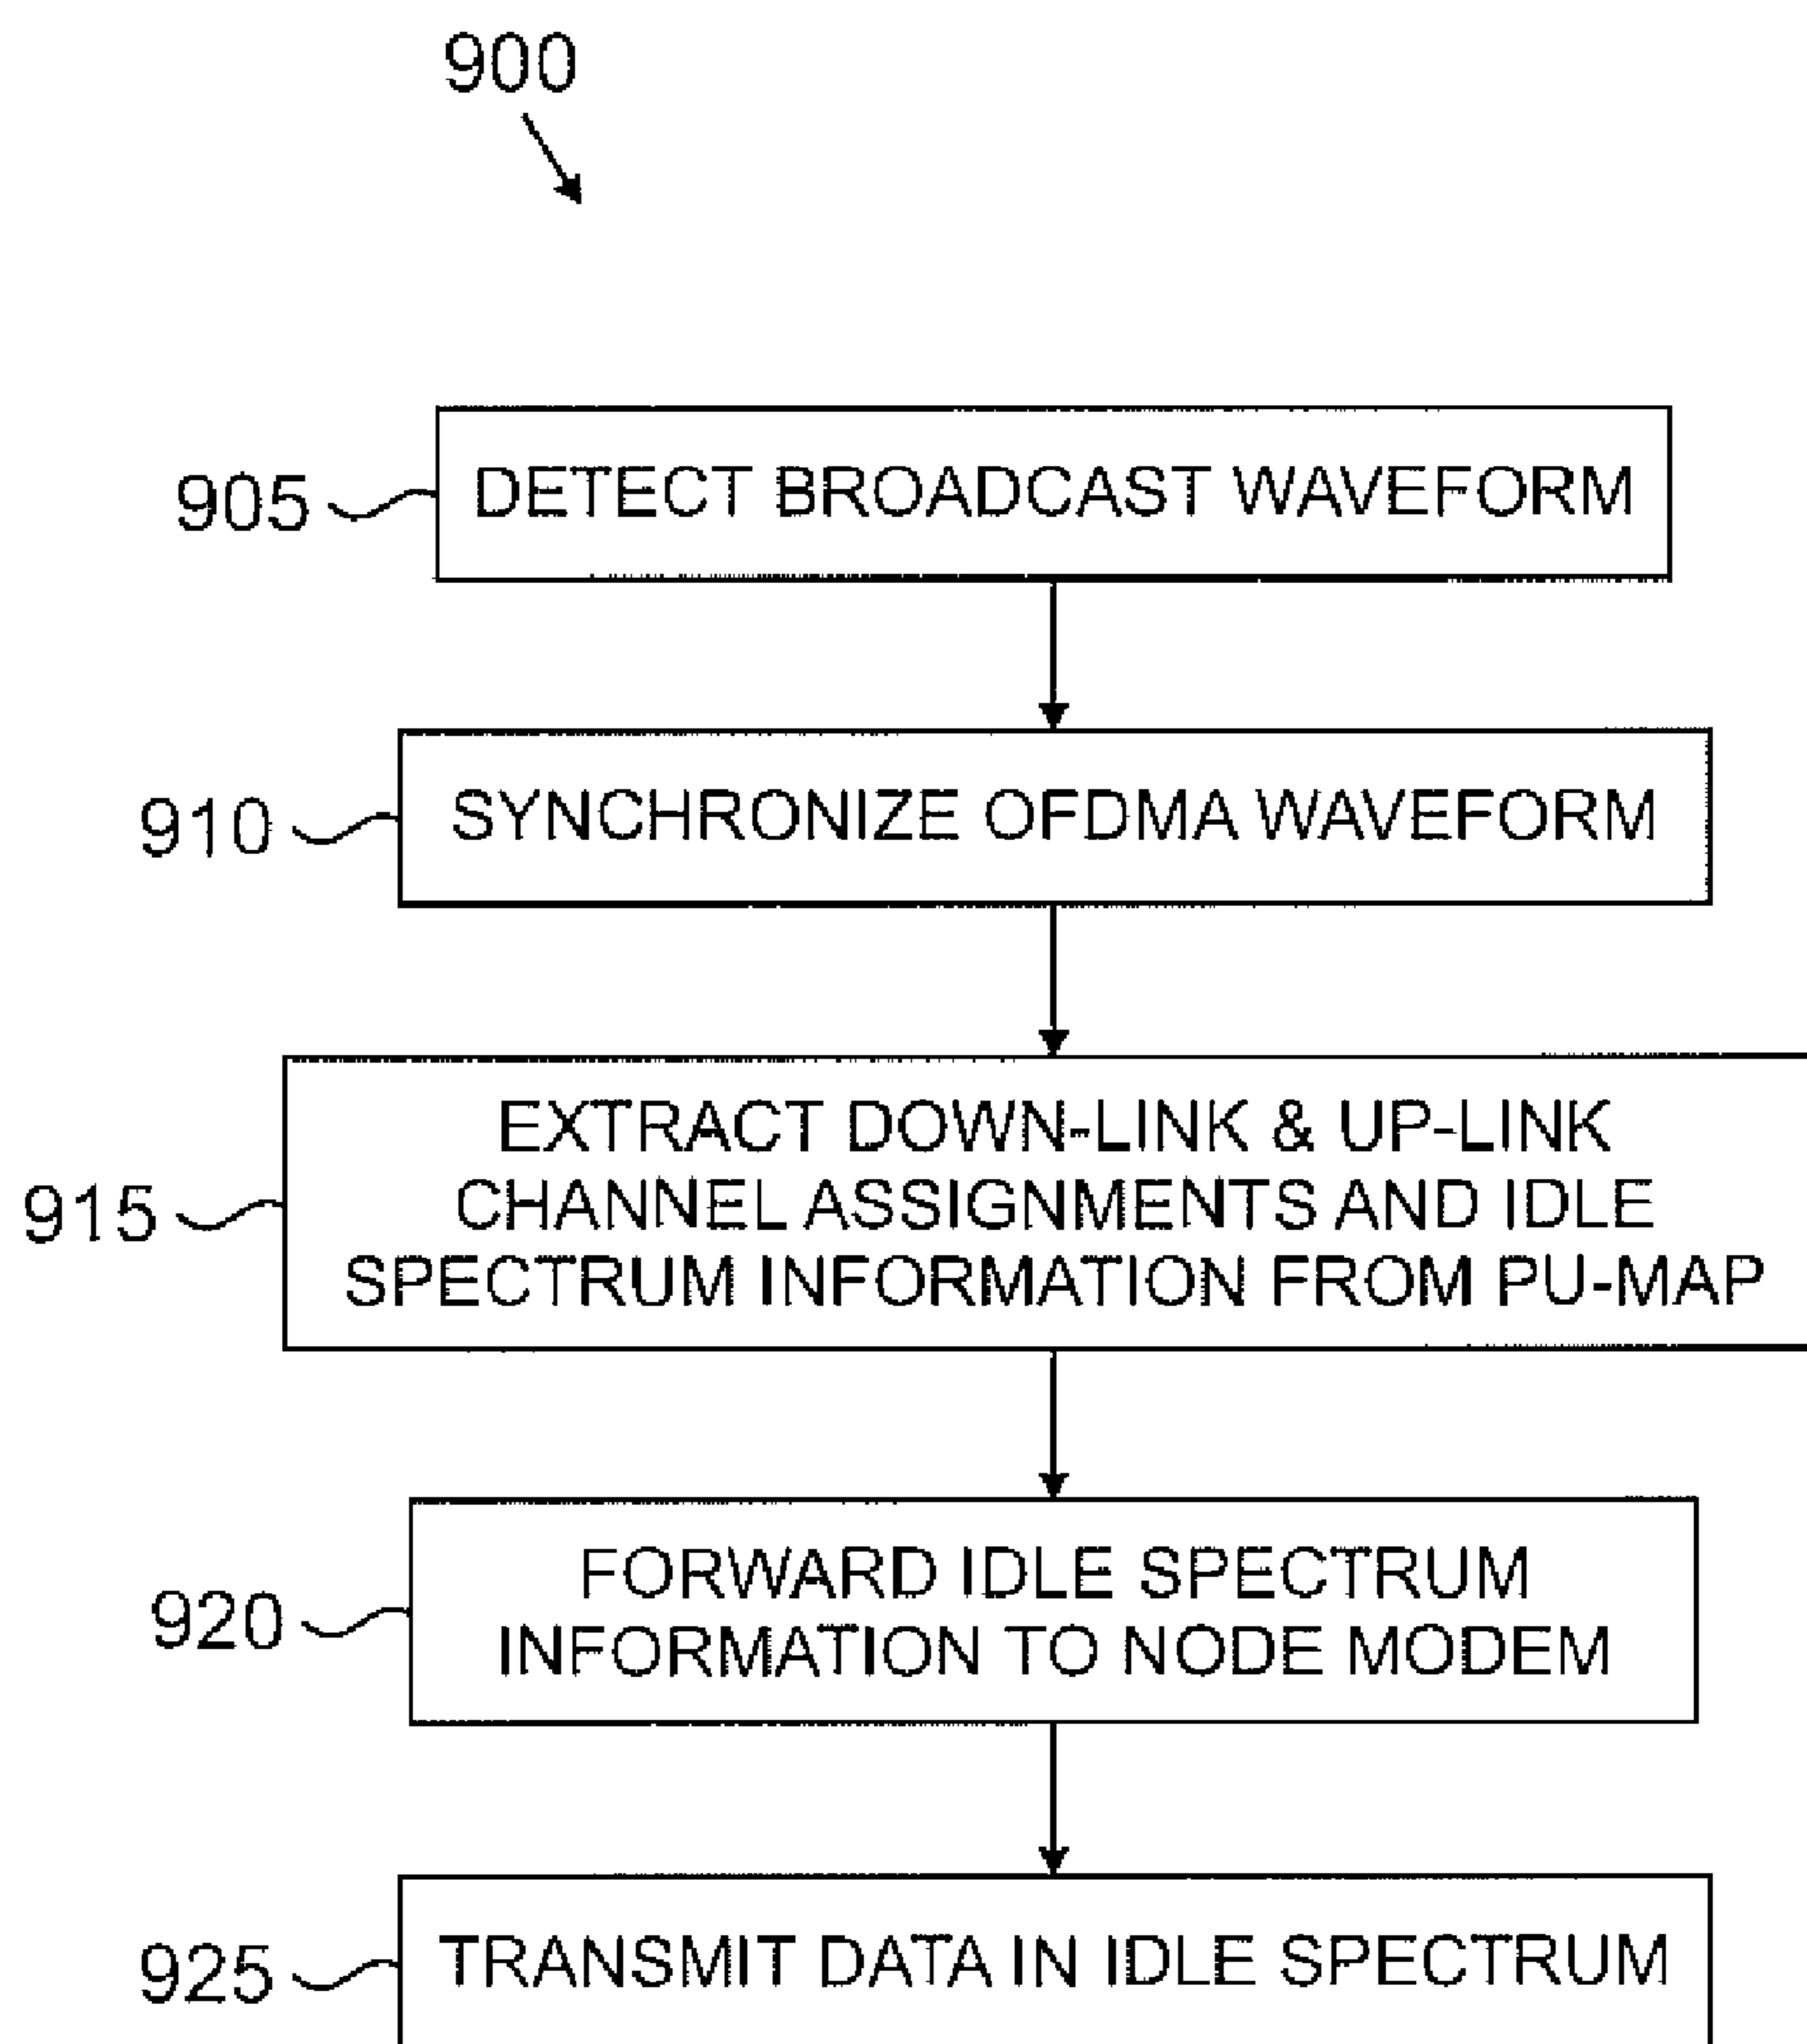 900
905 DETECT BROADCAST WAVEFORM
910 SYNCHRONIZE OFDMA WAVEFORM
EXTRACT DOWN-LINK & UP-LINK
915 CHANNEL ASSIGNMENTS AND IDLE
SPECTRUM INFORMATION FROM PU-MAP
920 FORWARD IDLE SPECTRUM
INFORMATION TO NODE MODEM
925 TRANSMIT DATA IN IDLE SPECTRUM